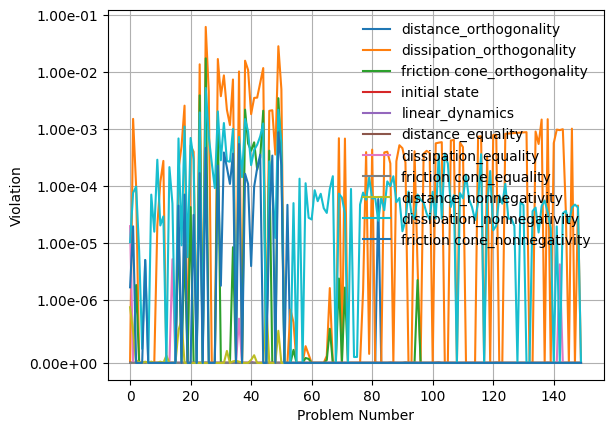 1.00e-01
1.00e-02
1.00e-03
1.00e-04
1.00e-05
1.00e-06
0.00e+00
Violation
distance_orthogonality
dissipation_orthogonality
friction cone_orthogonality
initial state
linear_dynamics
distance_equality
dissipation_equality
friction cone_equality
distance_nonnegativity
dissipation_nonnegativity
friction cone_nonnegativity
0 20 40 60 80 100 120 140
Problem Number